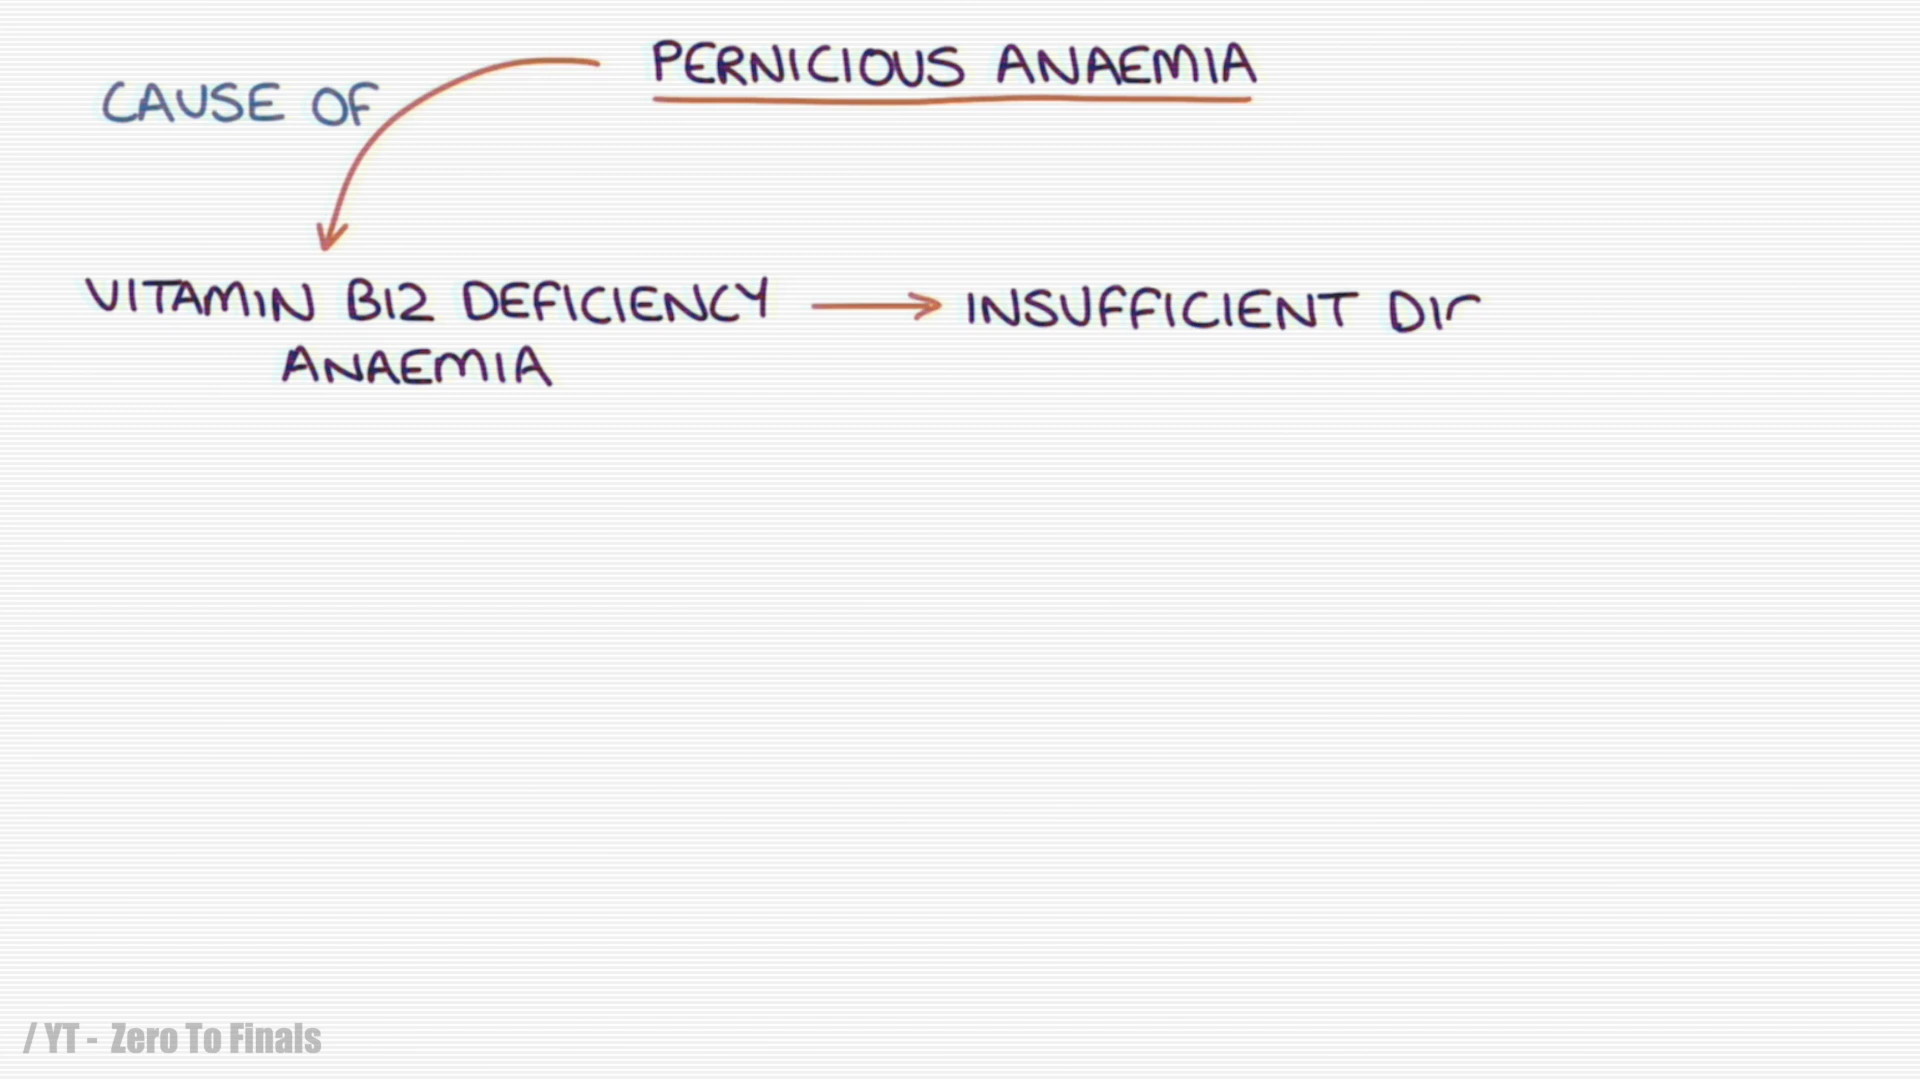 PERNICIOUS ANAEMIA
CAUSE OF
VITAMIN B12 DEFICIENCY → INSUFFICIENT
ANAEMIA
/ YT - Zero To Finals